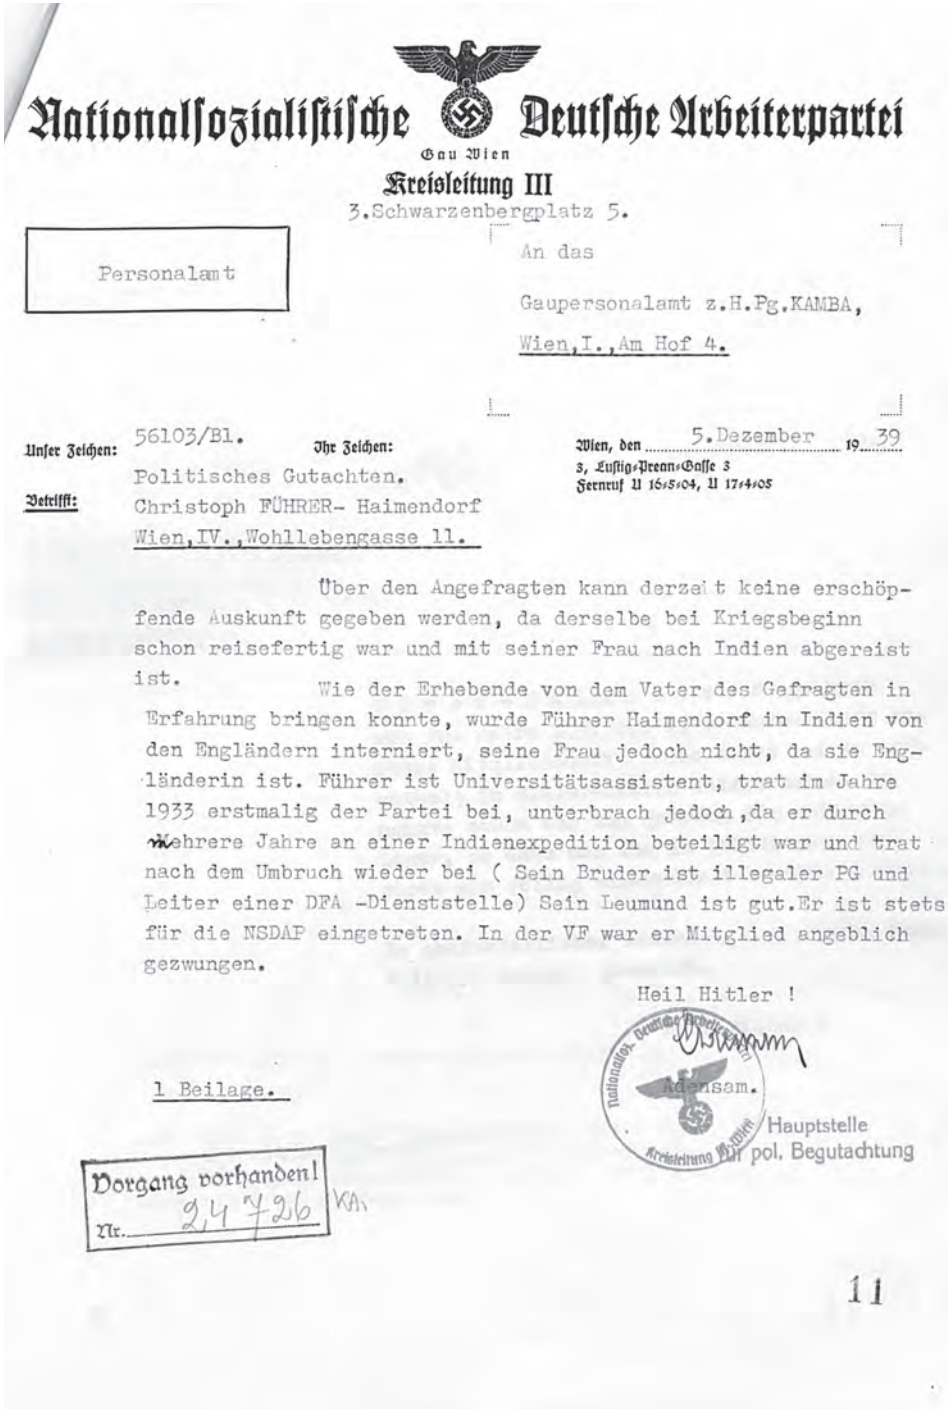 Nationalsozialistische Deutsche Arbeiterpartei
Gau Wien
Kreisleitung III
3.Schwarzenbergplatz 5.
Personalamt
An das
Gaupersonalamt z.H.Pg.KAMBA,
Wien,I.,Am Hof 4.
Unser Zeichen: 56103/Bl. Ihr Zeichen:
Wien, den 5.Dezember 1939
3, Lustig-Prean-Gasse 3
Fernruf U 16-5-04, U 17-4-05
Betrifft: Politisches Gutachten.
Christoph FÜHRER- Haimendorf
Wien,IV.,Wohllebengasse 11.
Über den Angefragten kann derzeit keine erschöp-
fende Auskunft gegeben werden, da derselbe bei Kriegsbeginn
schon reisefertig war und mit seiner Frau nach Indien abgereist
ist.
Wie der Erhebende von dem Vater des Gefragten in
Erfahrung bringen konnte, wurde Führer Haimendorf in Indien von
den Engländern interniert, seine Frau jedoch nicht, da sie Eng-
länderin ist. Führer ist Universitätsassistent, trat im Jahre
1933 erstmalig der Partei bei, unterbrach jedoch ,da er durch
Mehrere Jahre an einer Indienexpedition beteiligt war und trat
nach dem Umbruch wieder bei ( Sein Bruder ist illegaler PG und
Leiter einer DFA -Dienststelle) Sein Leumund ist gut.Er ist stets
für die NSDAP eingetreten. In der VF war er Mitglied angeblich
gezwungen.
Heil Hitler !
Nationalsoz. Deutsche Arbeiterpartei
Kreisleitung III Wien
Adensam.
1 Beilage.
Hauptstelle
für pol. Begutachtung
Vorgang vorhanden!
Nr. 24726 KA.
11